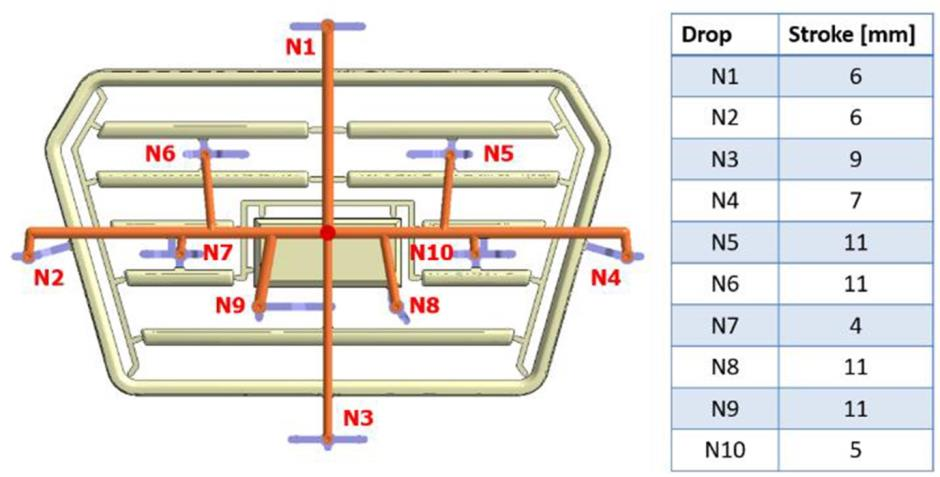 N1
N6
N5
N7
N10
N2
N4
N9
N8
N3
Drop Stroke [mm]
N1 6
N2 6
N3 9
N4 7
N5 11
N6 11
N7 4
N8 11
N9 11
N10 5